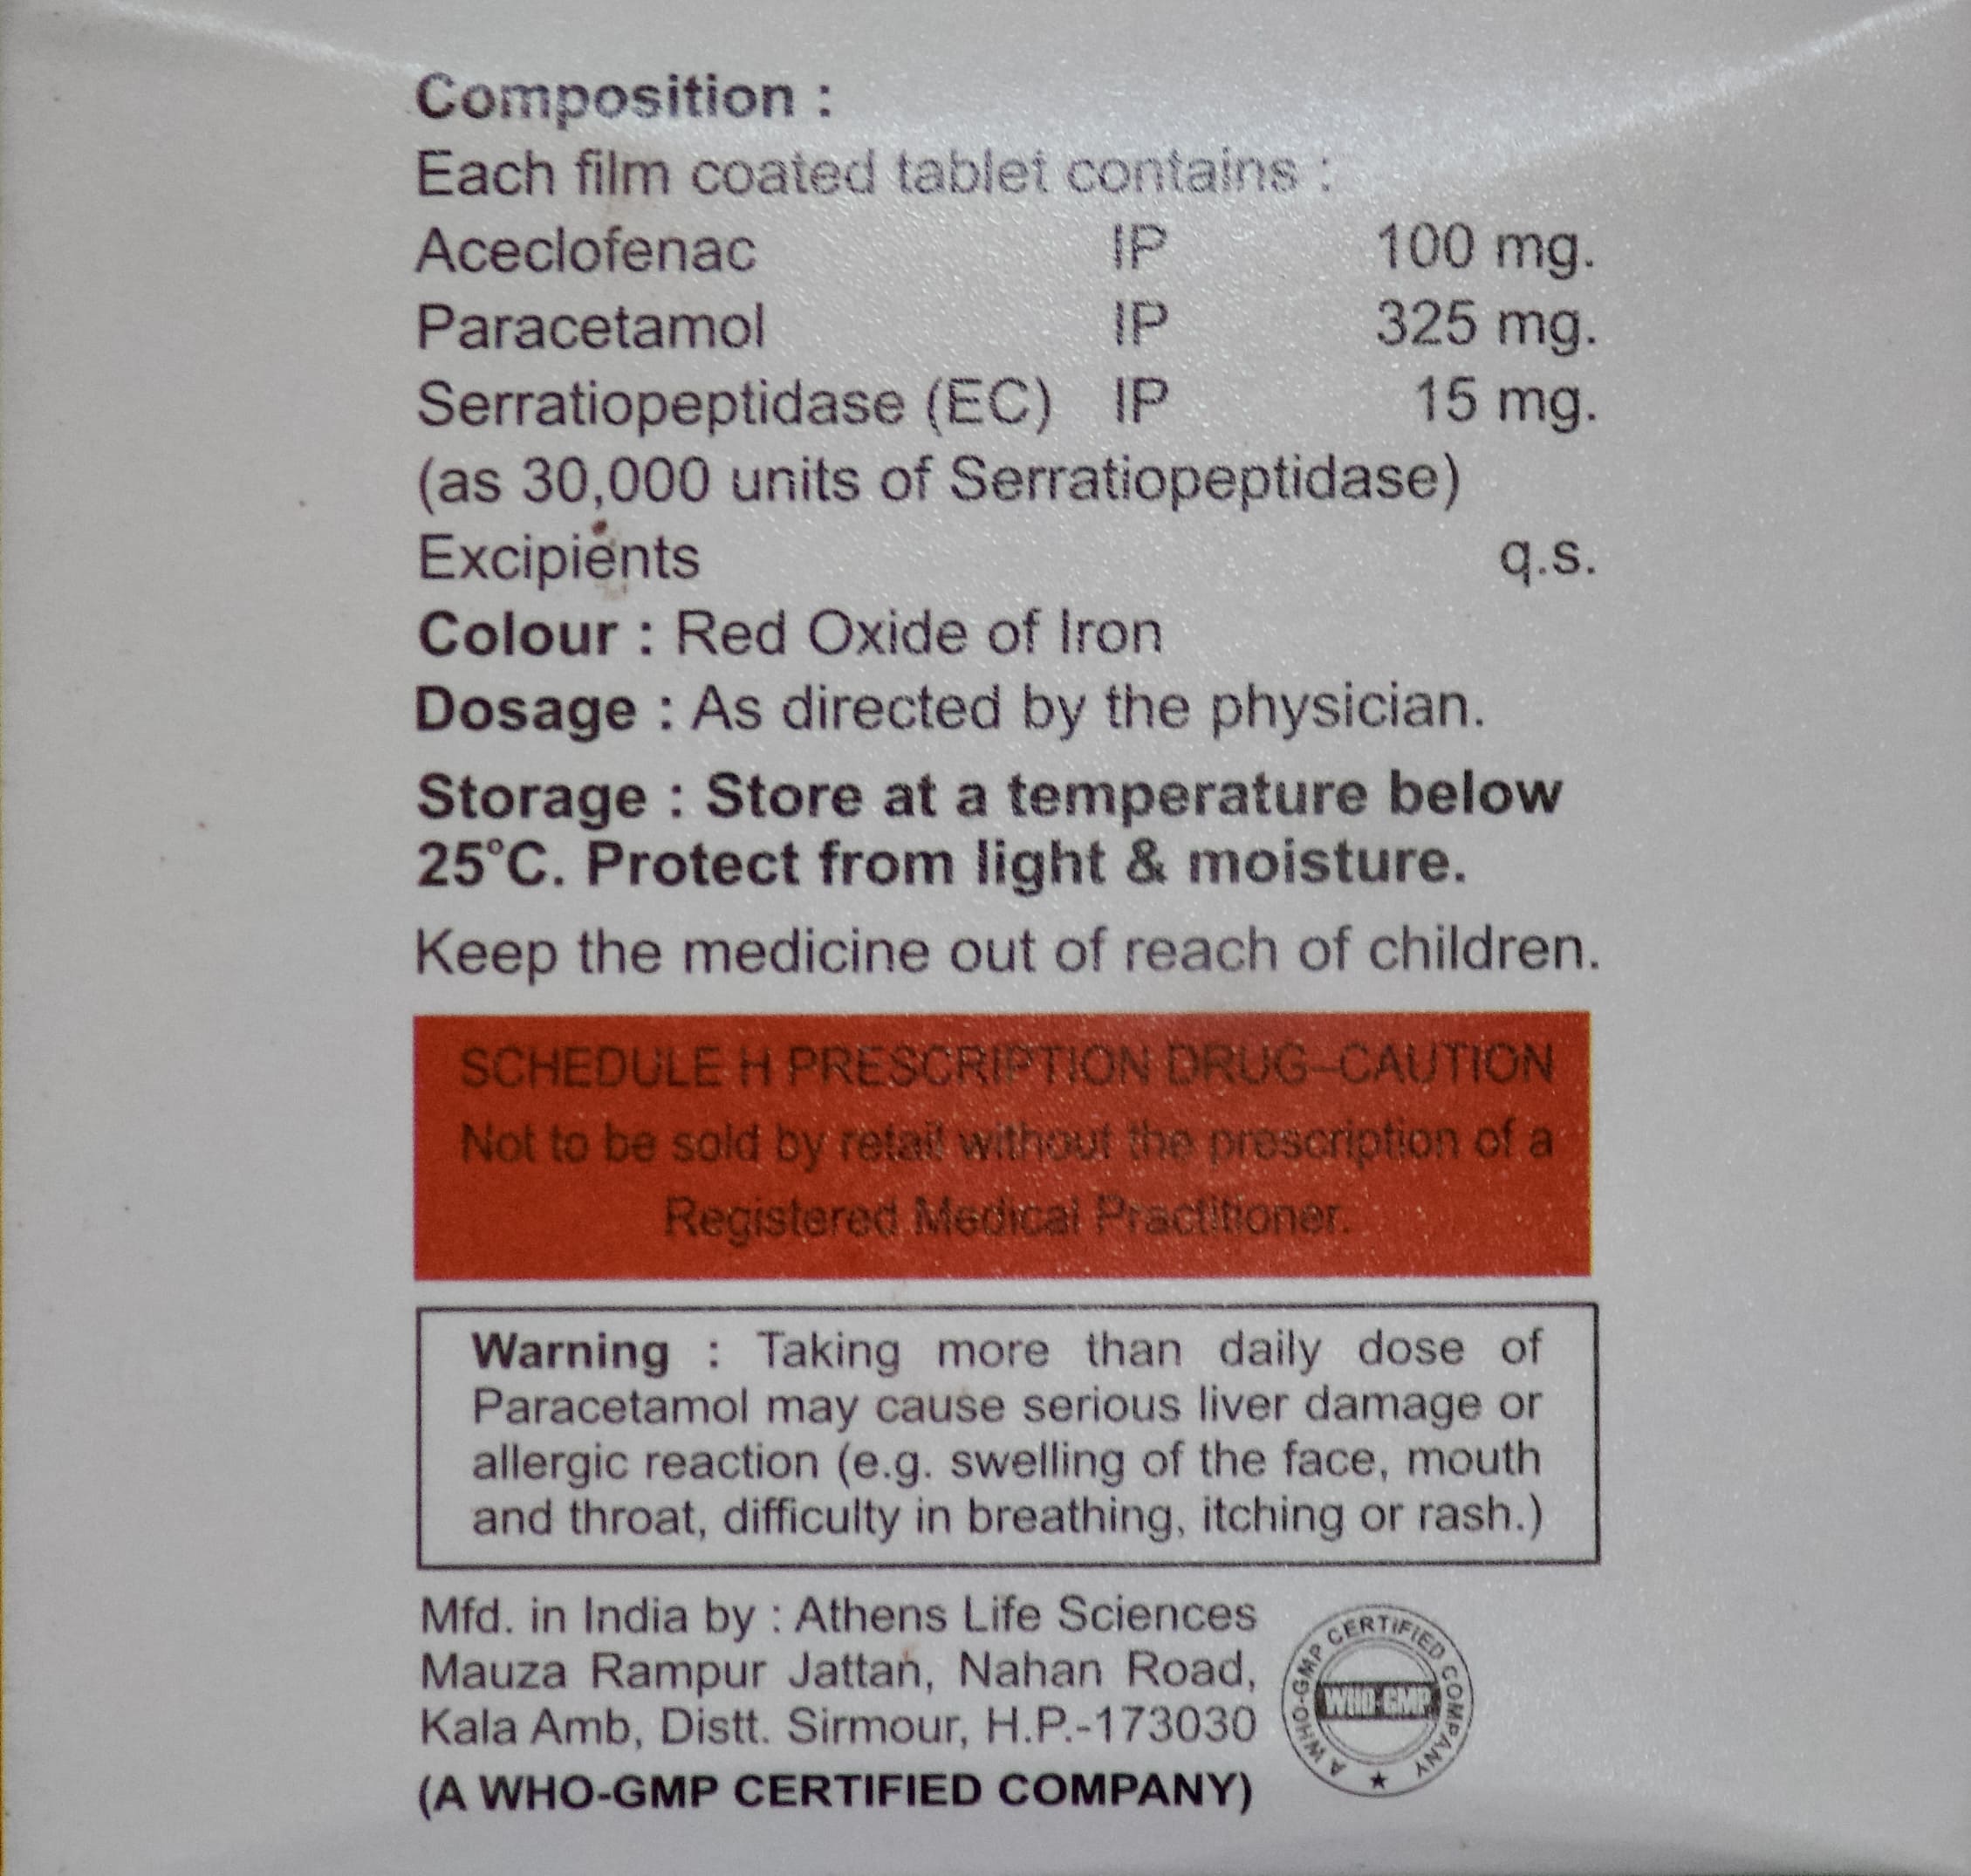 Composition :
Each film coated tablet contains :
Aceclofenac IP 100 mg.
Paracetamol IP 325 mg.
Serratiopeptidase (EC) IP 15 mg.
(as 30,000 units of Serratiopeptidase)
Excipients q.s.
Colour : Red Oxide of Iron
Dosage : As directed by the physician.
Storage : Store at a temperature below
25°C. Protect from light & moisture.
Keep the medicine out of reach of children.
SCHEDULE H PRESCRIPTION DRUG–CAUTION
Not to be sold by retail without the prescription of a
Registered Medical Practitioner.
Warning : Taking more than daily dose of
Paracetamol may cause serious liver damage or
allergic reaction (e.g. swelling of the face, mouth
and throat, difficulty in breathing, itching or rash.)
Mfd. in India by : Athens Life Sciences
Mauza Rampur Jattan, Nahan Road,
Kala Amb, Distt. Sirmour, H.P.-173030
(A WHO-GMP CERTIFIED COMPANY)
A WHO-GMP CERTIFIED COMPANY
WHO-GMP